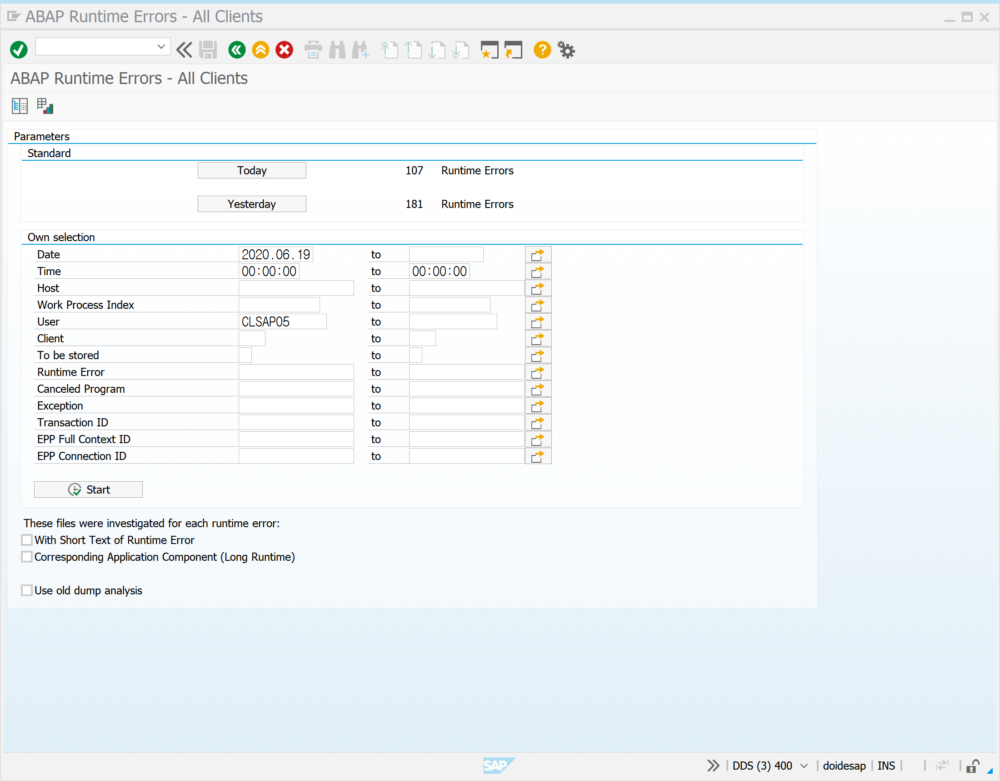 ABAP Runtime Errors - All Clients
ABAP Runtime Errors - All Clients
Parameters
Standard
Today 107 Runtime Errors
Yesterday 181 Runtime Errors
Own selection
Date 2020.06.19 to
Time 00:00:00 to 00:00:00
Host to
Work Process Index to
User CLSAP05 to
Client to
To be stored to
Runtime Error to
Canceled Program to
Exception to
Transaction ID to
EPP Full Context ID to
EPP Connection ID to
Start
These files were investigated for each runtime error:
With Short Text of Runtime Error
Corresponding Application Component (Long Runtime)
Use old dump analysis
SAP DDS (3) 400 doidesap INS